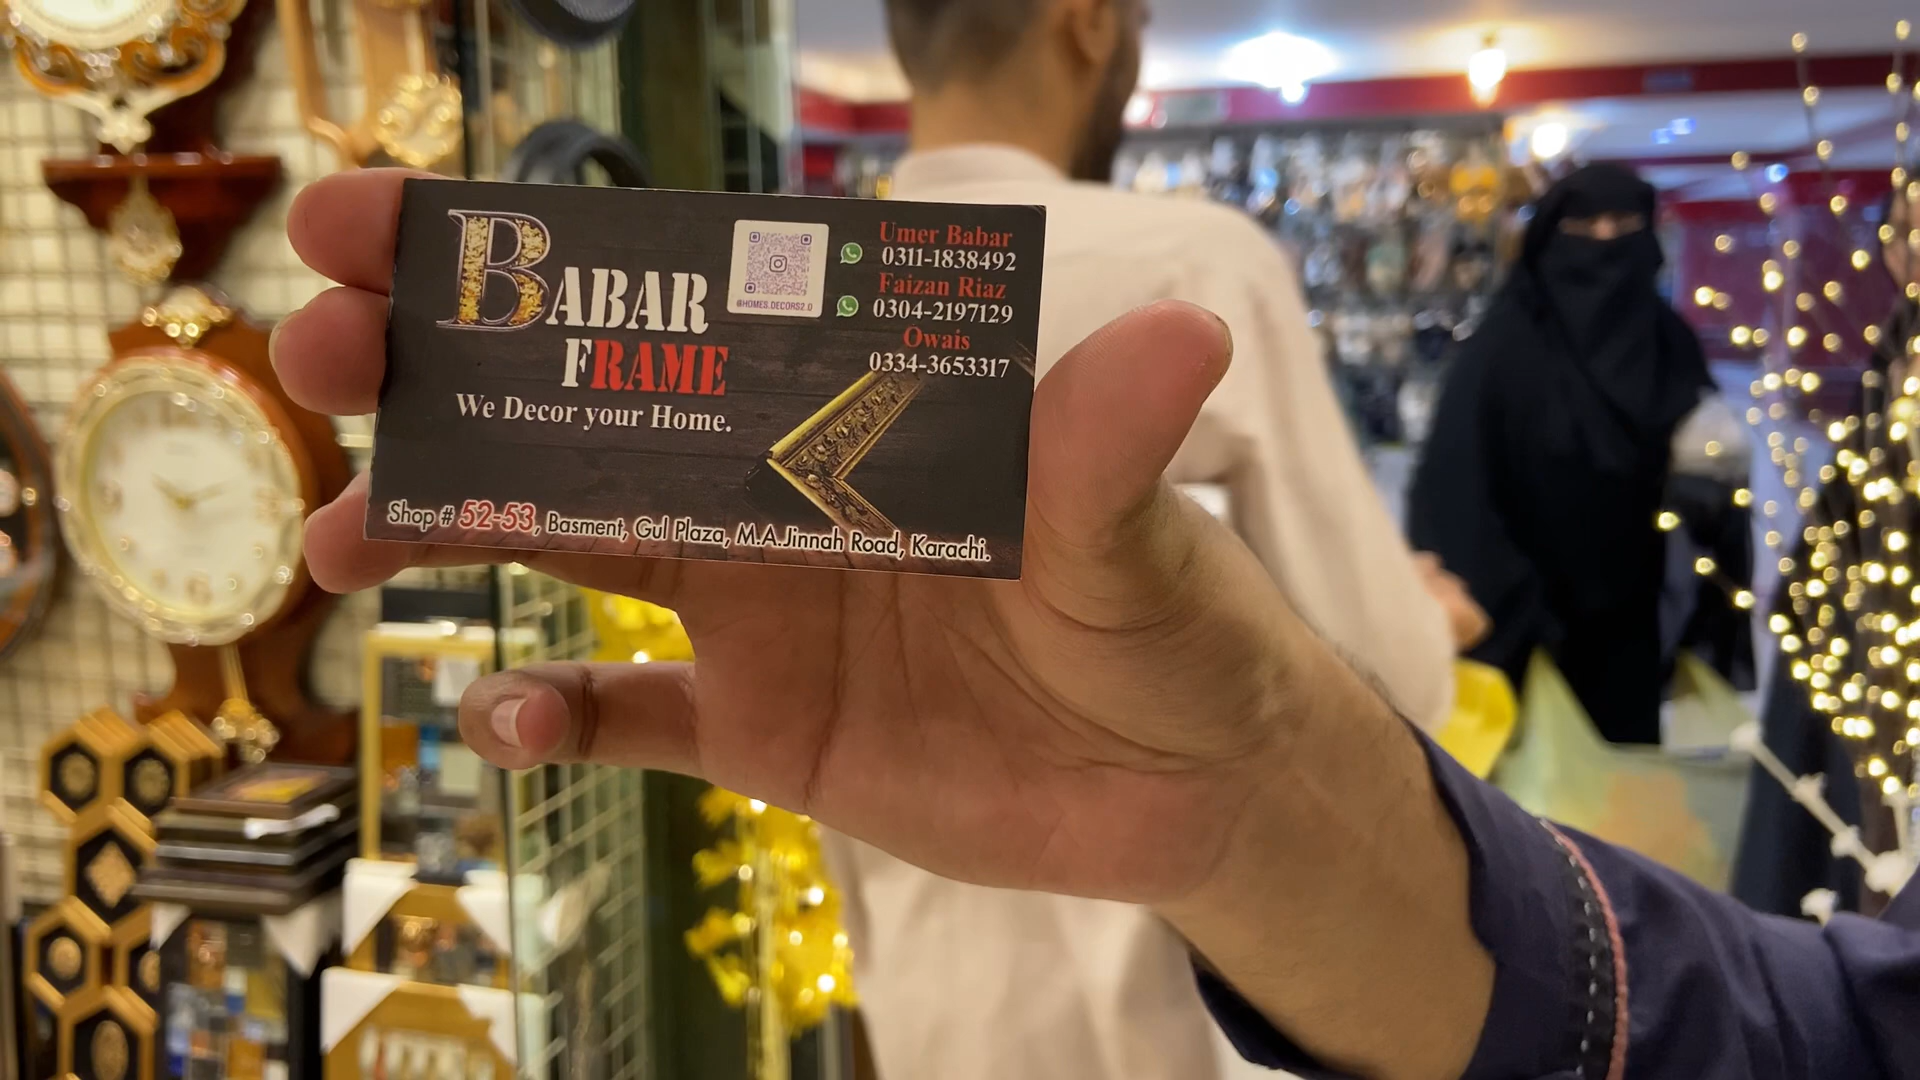 BABAR
FRAME
We Decor your Home.
@HOMES.DECORS2.0
Umer Babar
0311-1838492
Faizan Riaz
0304-2197129
Owais
0334-3653317
Shop # 52-53, Basment, Gul Plaza, M.A.Jinnah Road, Karachi.